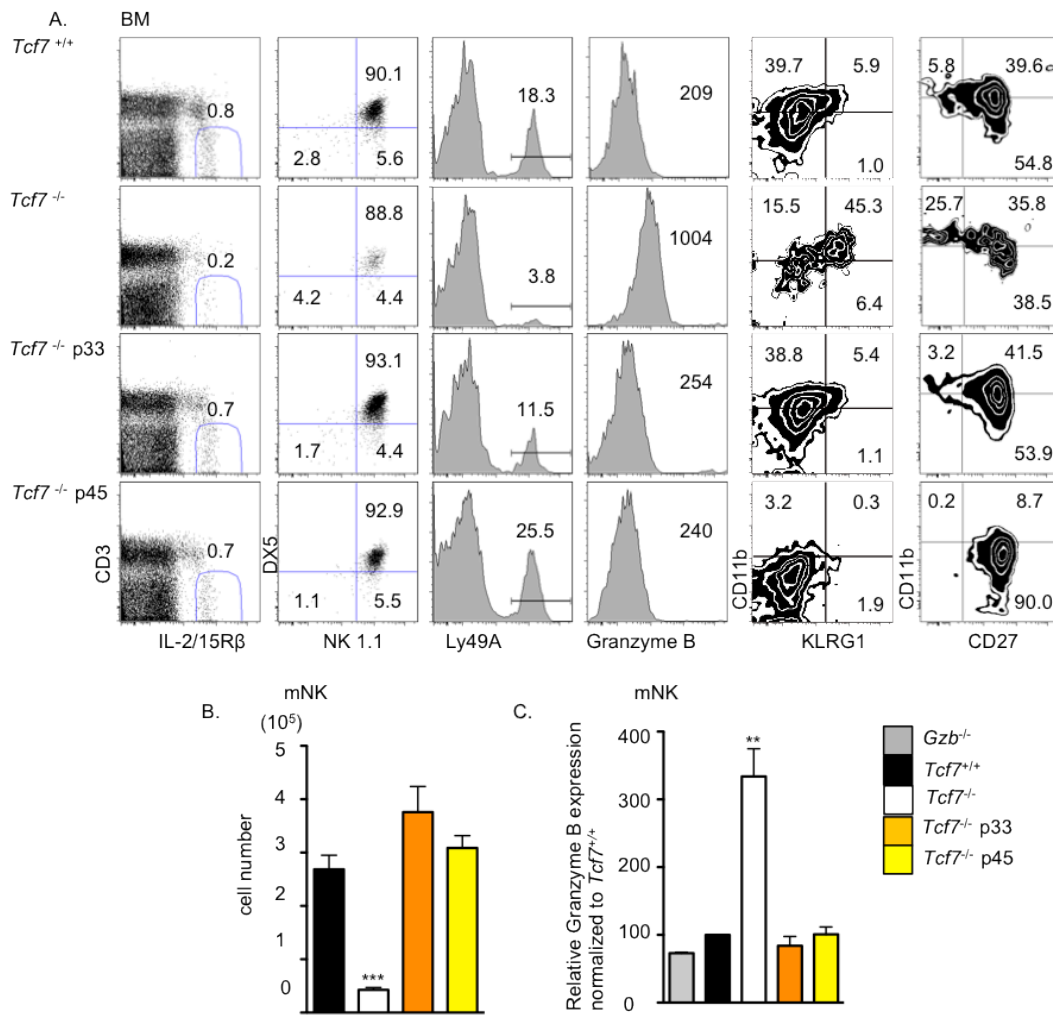 A. BM
Tcf7 +/+
0.8
90.1
2.8 5.6
18.3
209
39.7 5.9
1.0
5.8 39.6
54.8
Tcf7 -/-
0.2
88.8
4.2 4.4
3.8
1004
15.5 45.3
6.4
25.7 35.8
38.5
Tcf7 -/- p33
0.7
93.1
1.7 4.4
11.5
254
38.8 5.4
1.1
3.2 41.5
53.9
Tcf7 -/- p45
0.7
92.9
1.1 5.5
25.5
240
3.2 0.3
1.9
0.2 8.7
90.0
CD3
DX5
CD11b
CD11b
IL-2/15Rβ NK 1.1 Ly49A Granzyme B KLRG1 CD27
B.
mNK
(10⁵)
cell number
5
4
3
2
1
0
***
C.
mNK
Relative Granzyme B expression
normalized to Tcf7+/+
400
300
200
100
0
**
Gzb-/-
Tcf7+/+
Tcf7-/-
Tcf7-/- p33
Tcf7-/- p45